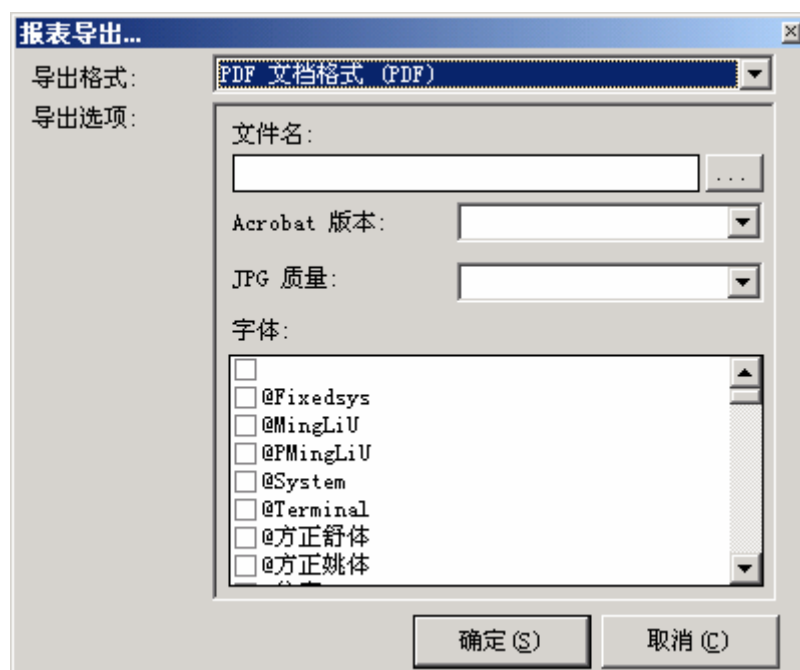 报表导出...
导出格式: PDF 文档格式 (PDF)
导出选项:
文件名:
...
Acrobat 版本:
JPG 质量:
字体:
@Fixedsys
@MingLiU
@PMingLiU
@System
@Terminal
@方正舒体
@方正姚体
确定(S) 取消(C)